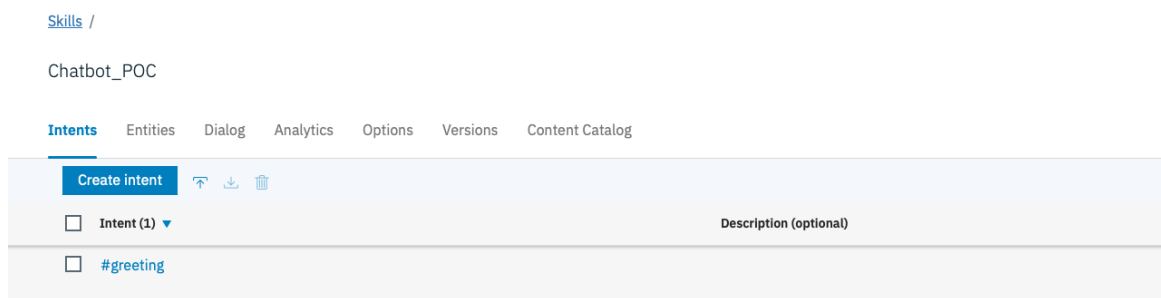 Skills /
Chatbot_POC
Intents Entities Dialog Analytics Options Versions Content Catalog
Create intent
Intent (1) Description (optional)
#greeting